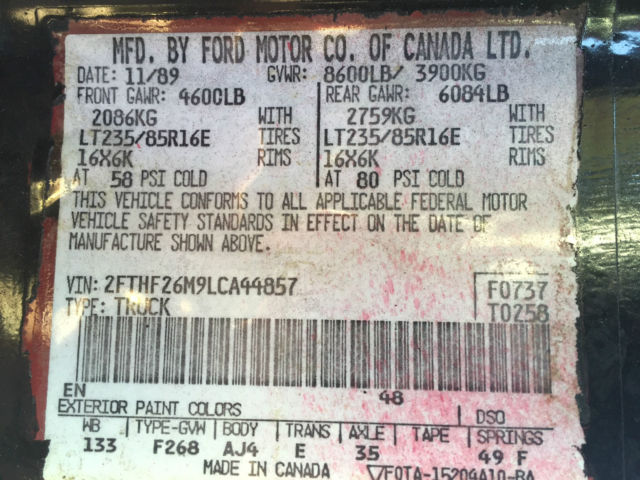 MFD. BY FORD MOTOR CO. OF CANADA LTD.
DATE: 11/89 GVWR: 8600LB/ 3900KG
FRONT GAWR: 4600LB REAR GAWR: 6084LB
2086KG WITH 2759KG WITH
LT235/85R16E TIRES LT235/85R16E TIRES
16X6K RIMS 16X6K RIMS
AT 58 PSI COLD AT 80 PSI COLD
THIS VEHICLE CONFORMS TO ALL APPLICABLE FEDERAL MOTOR
VEHICLE SAFETY STANDARDS IN EFFECT ON THE DATE OF
MANUFACTURE SHOWN ABOVE.
VIN: 2FTHF26M9LCA44857 F0737
TYPE: TRUCK T0258
EN 48
EXTERIOR PAINT COLORS DSO
WB TYPE-GVW BODY TRANS AXLE TAPE SPRINGS
133 F268 AJ4 E 35 49 F
MADE IN CANADA F0TA-15204A10-BA